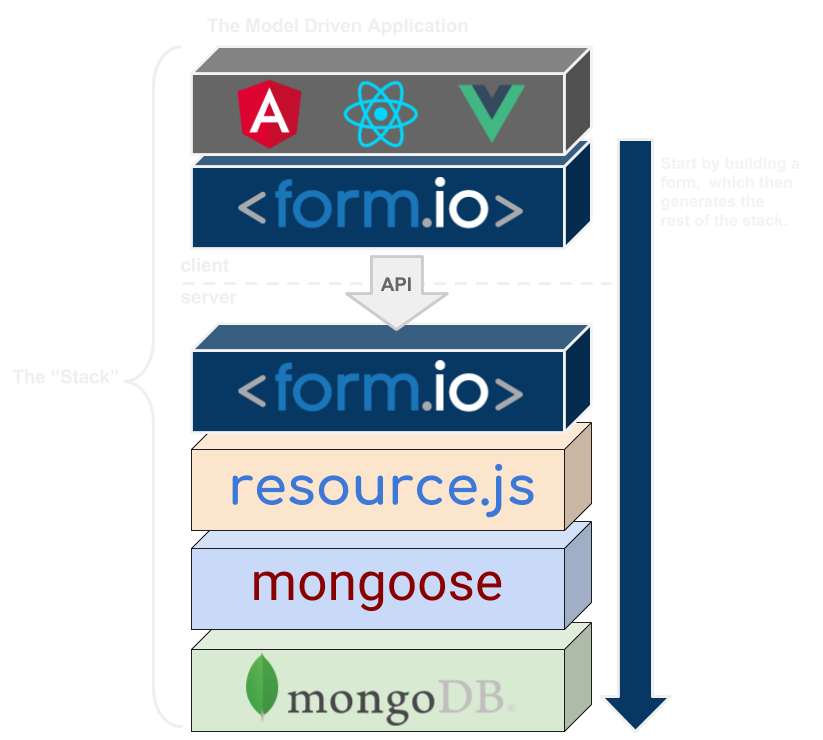 The Model Driven Application
A
<form.io>
Start by building a
form, which then
generates the
rest of the stack.
client
API
server
The “Stack”
<form.io>
resource.js
mongoose
mongoDB®